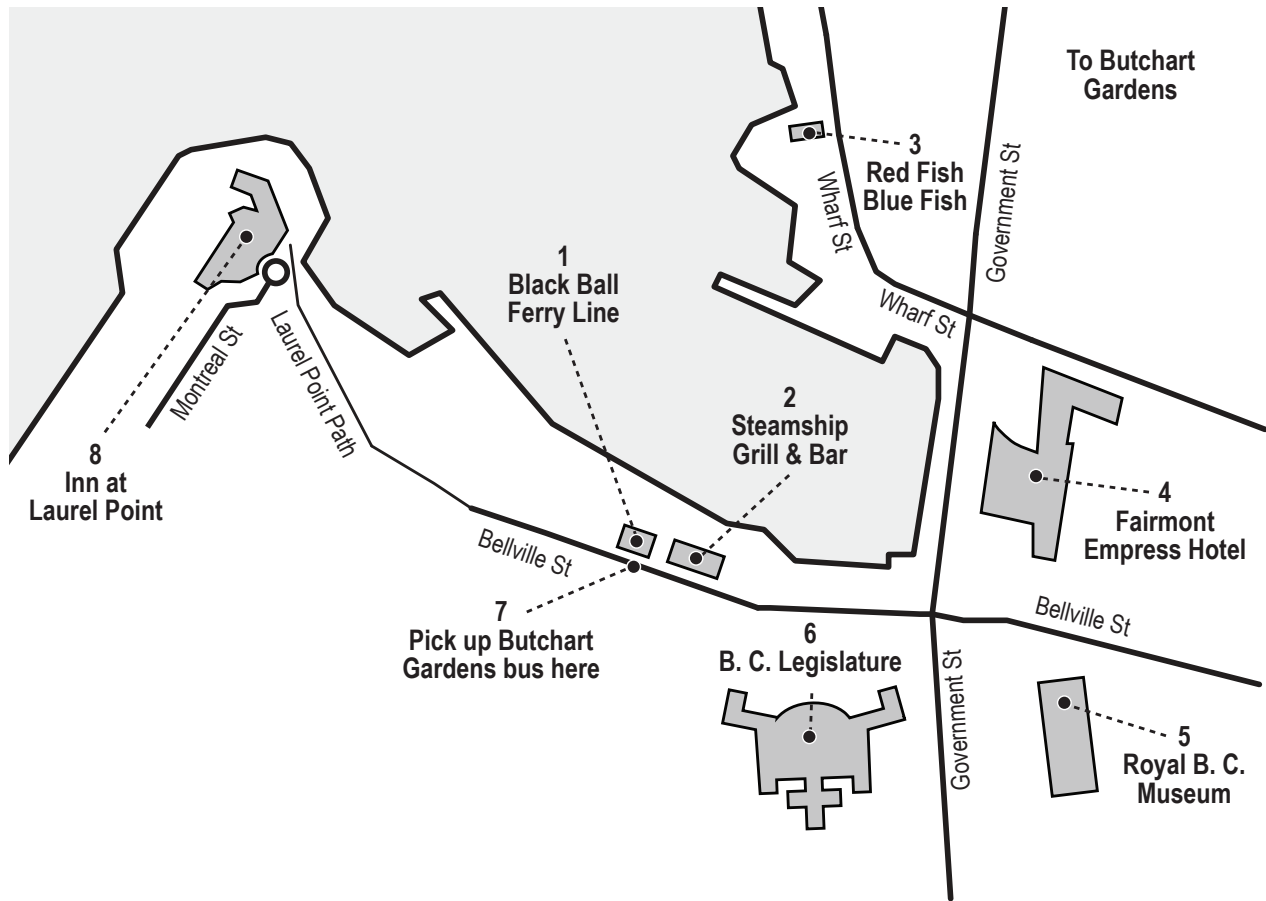 To Butchart
Gardens
3
Red Fish
Blue Fish
Wharf St
Government St
1
Black Ball
Ferry Line
Wharf St
Laurel Point Path
Montreal St
2
Steamship
Grill & Bar
8
Inn at
Laurel Point
4
Fairmont
Empress Hotel
Bellville St
7
Pick up Butchart
Gardens bus here
6
B. C. Legislature
Bellville St
Government St
5
Royal B. C.
Museum